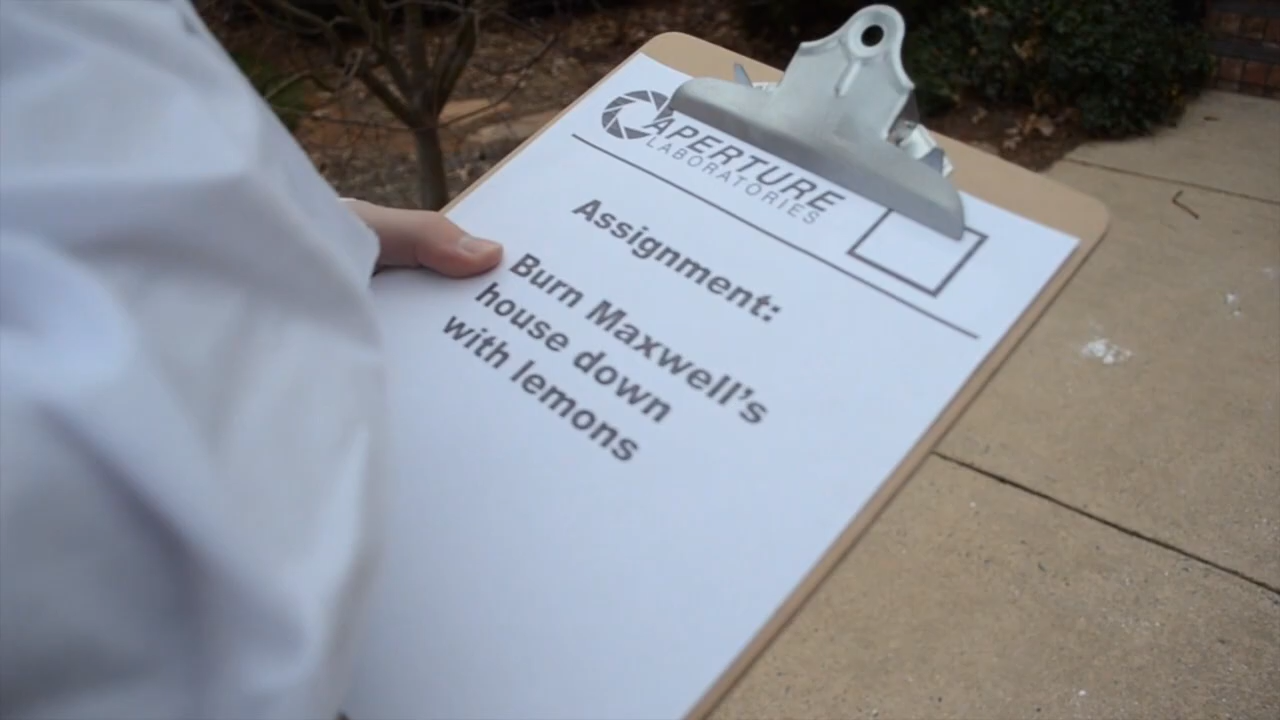 APERTURE
LABORATORIES
Assignment:
Burn Maxwell's
house down
with lemons